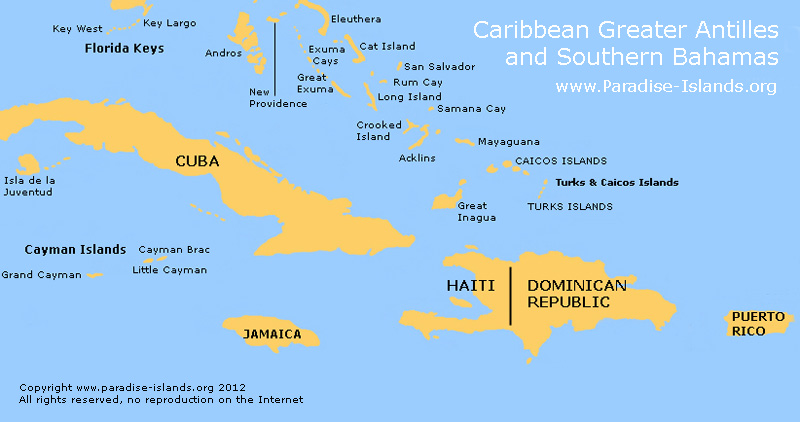 Caribbean Greater Antilles
and Southern Bahamas
www.Paradise-Islands.org
Key West
Key Largo
Florida Keys
Eleuthera
Andros
Exuma
Cays
Cat Island
San Salvador
Great
Exuma
Rum Cay
New
Providence
Long Island
Samana Cay
Crooked
Island
Mayaguana
Acklins
CUBA
CAICOS ISLANDS
Isla de la
Juventud
Turks & Caicos Islands
Great
Inagua
TURKS ISLANDS
Cayman Islands
Cayman Brac
Grand Cayman
Little Cayman
HAITI
DOMINICAN
REPUBLIC
JAMAICA
PUERTO
RICO
Copyright www.paradise-islands.org 2012
All rights reserved, no reproduction on the Internet